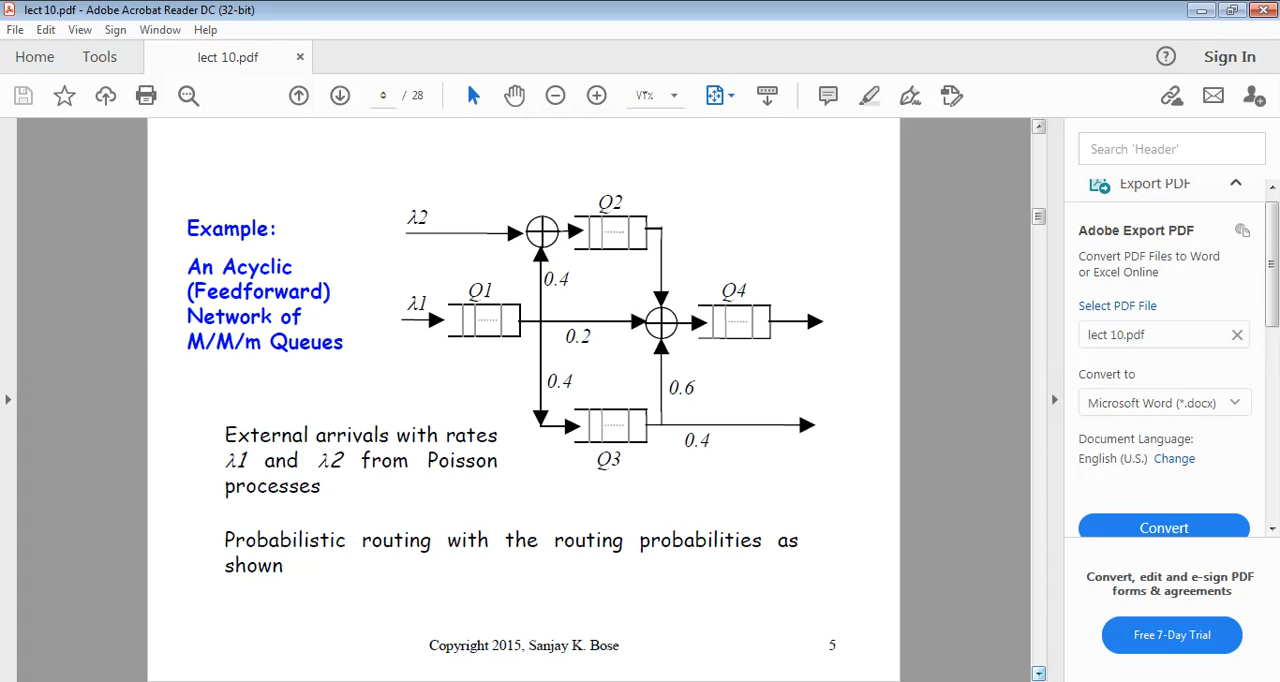 lect 10.pdf - Adobe Acrobat Reader DC (32-bit)
File Edit View Sign Window Help
Home Tools lect 10.pdf × ? Sign In
٥ / 28 ٧٣%
Search 'Header'
Export PDF
Adobe Export PDF
Convert PDF Files to Word
or Excel Online
Select PDF File
lect 10.pdf
Convert to
Microsoft Word (*.docx)
Document Language:
English (U.S.) Change
Convert
Convert, edit and e-sign PDF
forms & agreements
Free 7-Day Trial
Example:
An Acyclic
(Feedforward)
Network of
M/M/m Queues
λ2
Q2
0.4
λ1
Q1
0.2
Q4
0.4
0.6
Q3
0.4
External arrivals with rates
λ1 and λ2 from Poisson
processes
Probabilistic routing with the routing probabilities as
shown
Copyright 2015, Sanjay K. Bose 5